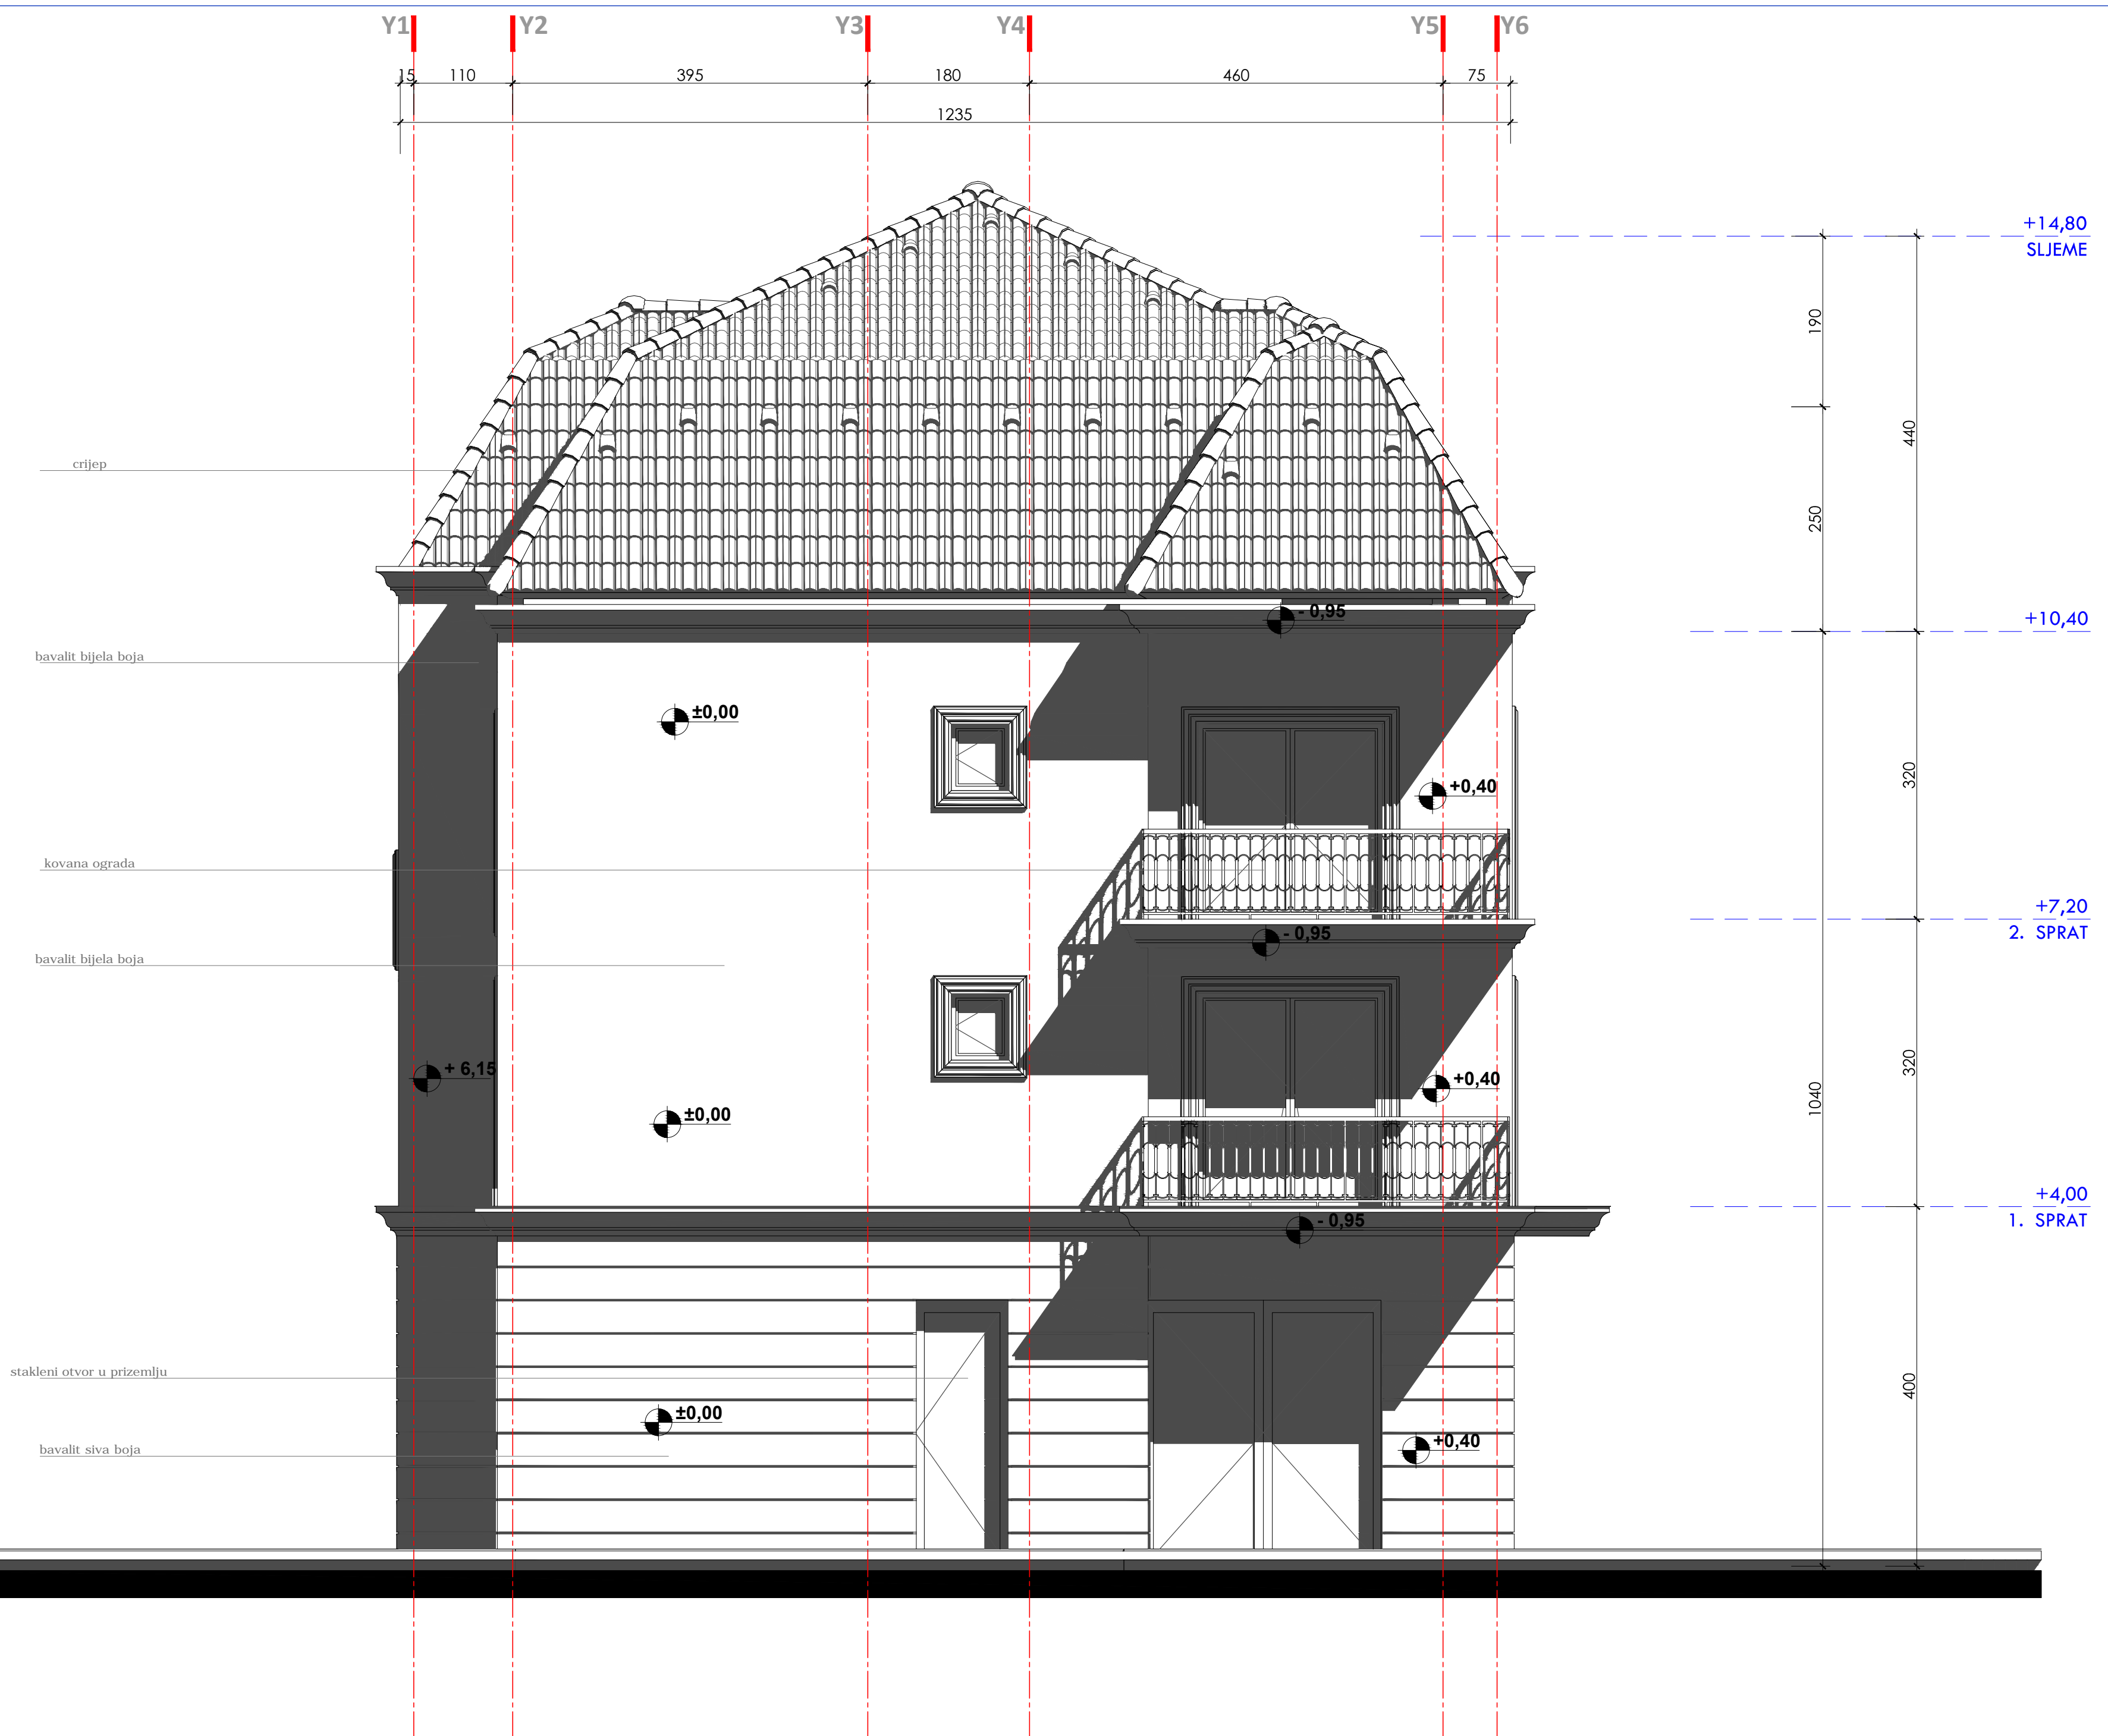 Y1 Y2 Y3 Y4 Y5 Y6
15 110 395 180 460 75
1235
+14,80
SLJEME
190
440
crijep
250
- 0,95
+10,40
bavalit bijela boja
±0,00
+0,40
320
kovana ograda
+7,20
- 0,95
2. SPRAT
bavalit bijela boja
+ 6,15
+0,40
320
1040
±0,00
+4,00
- 0,95
1. SPRAT
stakleni otvor u prizemlju
400
±0,00
bavalit siva boja
+0,40